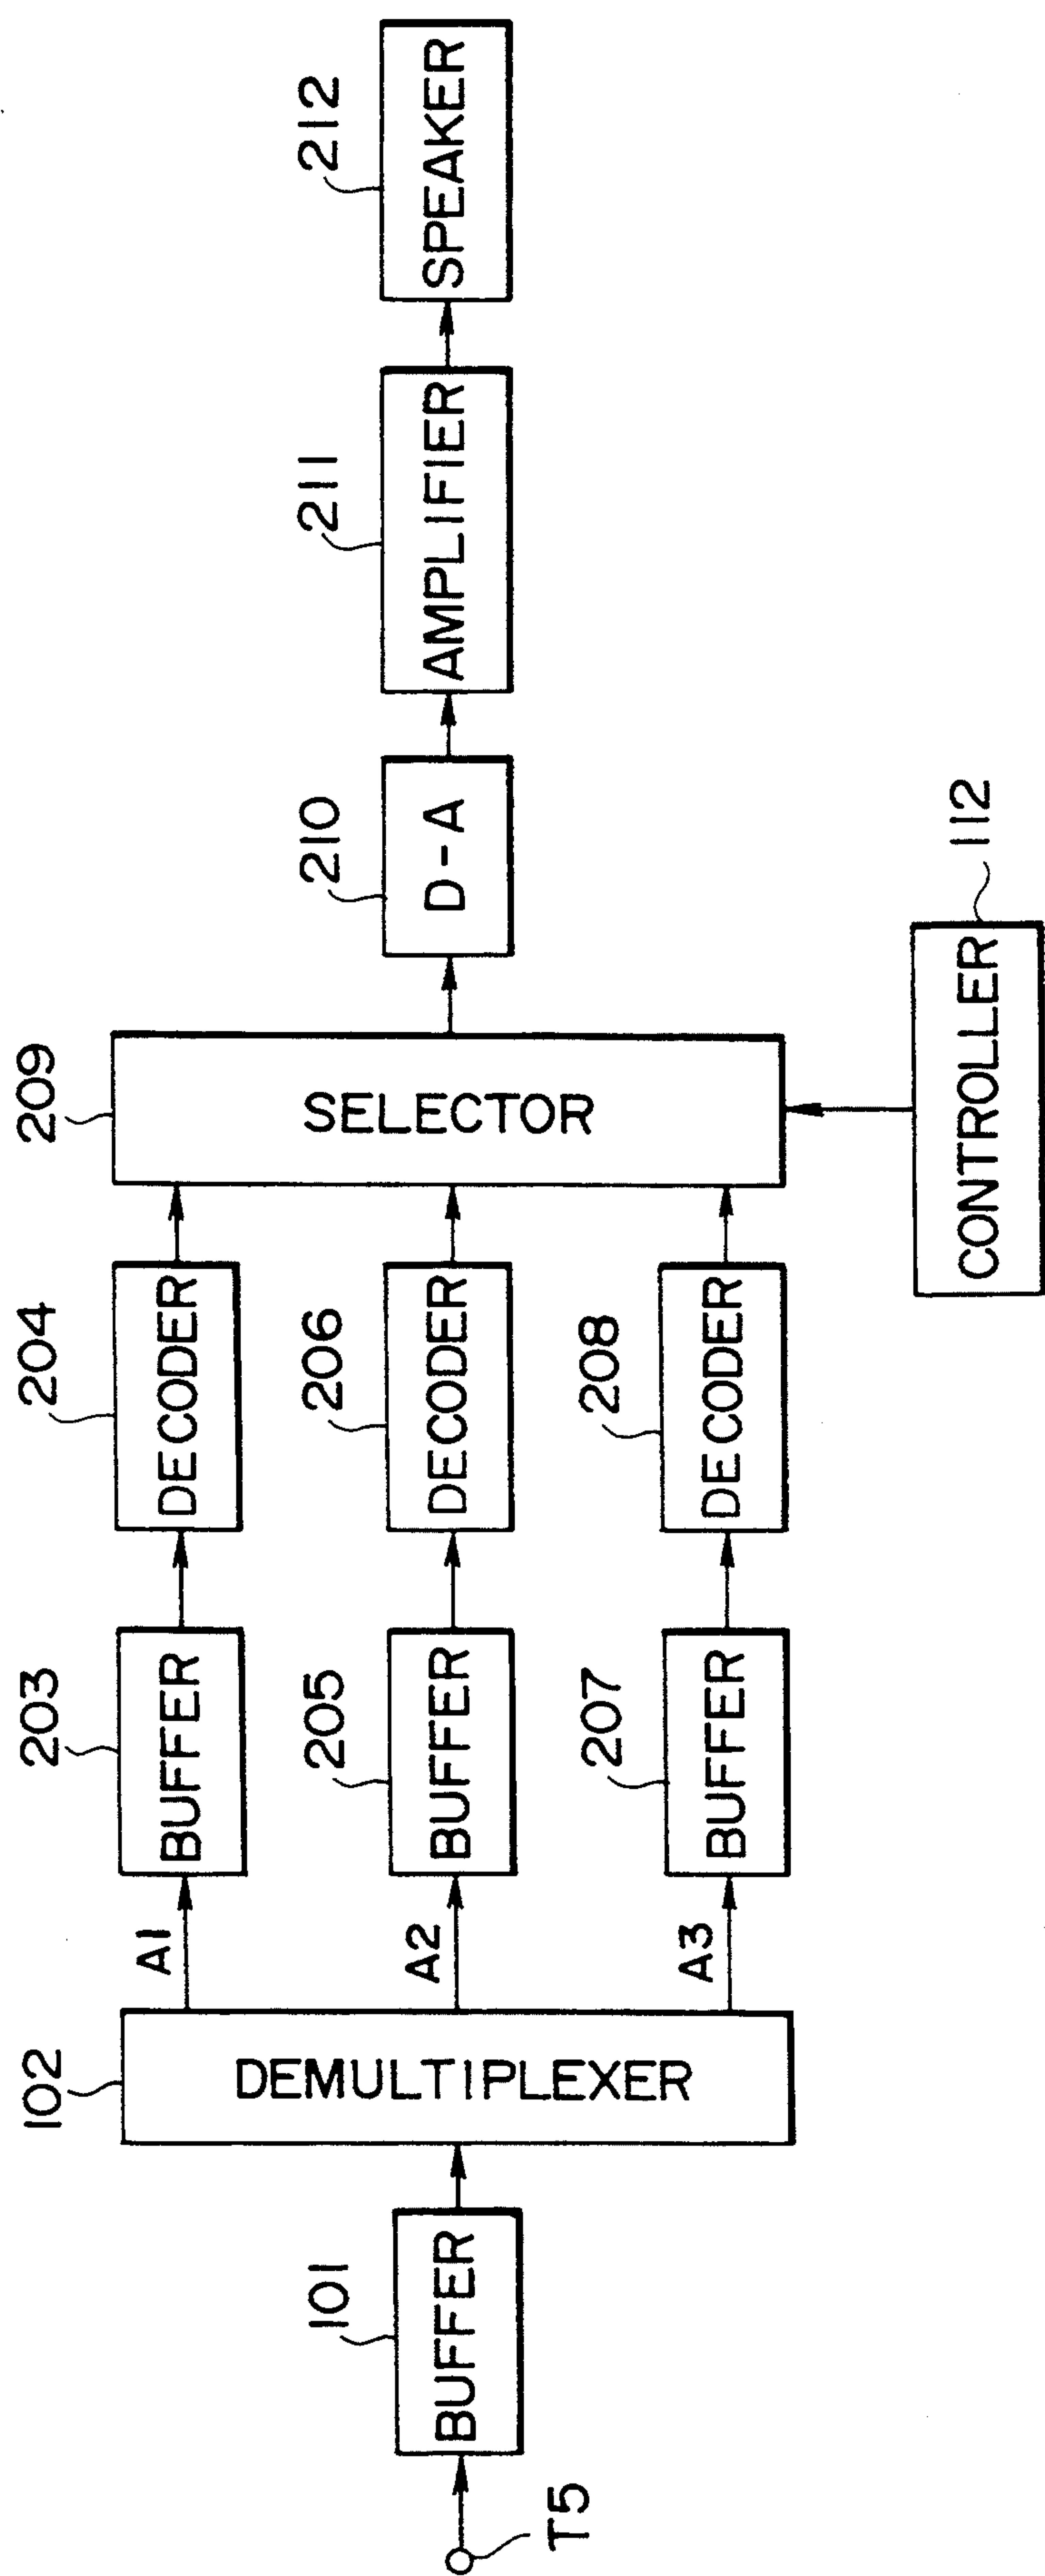 T5
101
BUFFER
102
DEMULTIPLEXER
A1
A2
A3
203
BUFFER
204
DECODER
205
BUFFER
206
DECODER
207
BUFFER
208
DECODER
209
SELECTOR
CONTROLLER
112
210
D-A
211
AMPLIFIER
212
SPEAKER